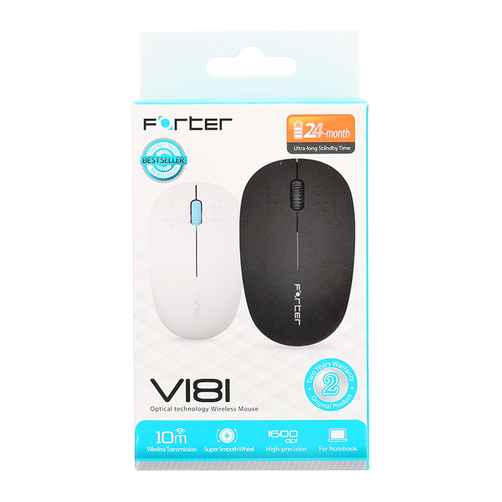 Forter
24-month
Ultra-long Standby Time
BESTSELLER
Forter
V181
Optical technology Wireless Mouse
Two Years Warranty
2
Original Product
10m
Wireless Transmission
Super Smooth Wheel
1600
dpi
High-precision
For Notebook